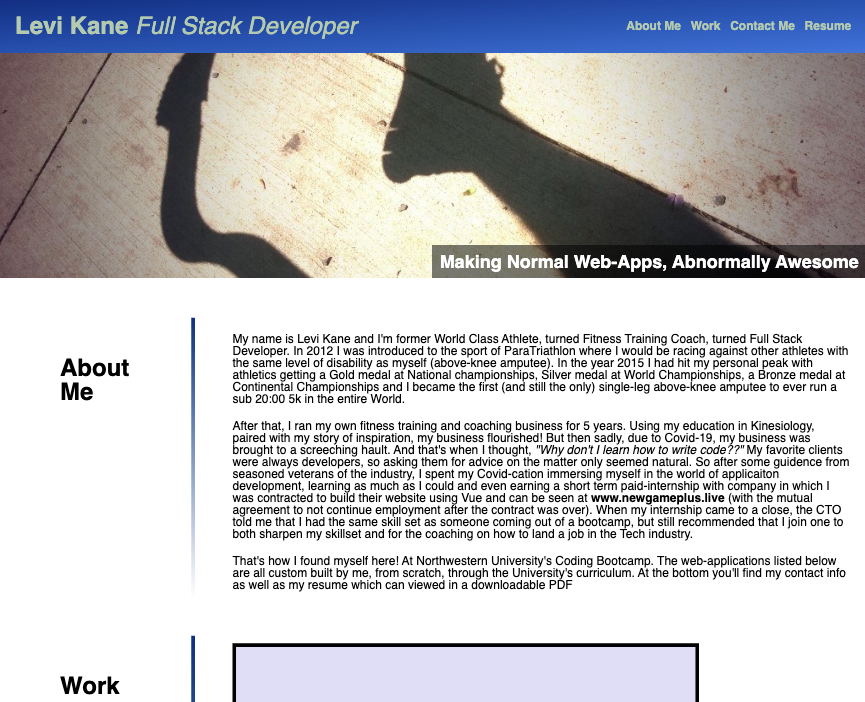 Levi Kane Full Stack Developer
About Me Work Contact Me Resume
Making Normal Web-Apps, Abnormally Awesome
About
Me
My name is Levi Kane and I'm former World Class Athlete, turned Fitness Training Coach, turned Full Stack
Developer. In 2012 I was introduced to the sport of ParaTriathlon where I would be racing against other athletes with
the same level of disability as myself (above-knee amputee). In the year 2015 I had hit my personal peak with
athletics getting a Gold medal at National championships, Silver medal at World Championships, a Bronze medal at
Continental Championships and I became the first (and still the only) single-leg above-knee amputee to ever run a
sub 20:00 5k in the entire World.
After that, I ran my own fitness training and coaching business for 5 years. Using my education in Kinesiology,
paired with my story of inspiration, my business flourished! But then sadly, due to Covid-19, my business was
brought to a screeching hault. And that's when I thought, "Why don't I learn how to write code??" My favorite clients
were always developers, so asking them for advice on the matter only seemed natural. So after some guidence from
seasoned veterans of the industry, I spent my Covid-cation immersing myself in the world of applicaiton
development, learning as much as I could and even earning a short term paid-internship with company in which I
was contracted to build their website using Vue and can be seen at www.newgameplus.live (with the mutual
agreement to not continue employment after the contract was over). When my internship came to a close, the CTO
told me that I had the same skill set as someone coming out of a bootcamp, but still recommended that I join one to
both sharpen my skillset and for the coaching on how to land a job in the Tech industry.
That's how I found myself here! At Northwestern University's Coding Bootcamp. The web-applications listed below
are all custom built by me, from scratch, through the University's curriculum. At the bottom you'll find my contact info
as well as my resume which can viewed in a downloadable PDF
Work